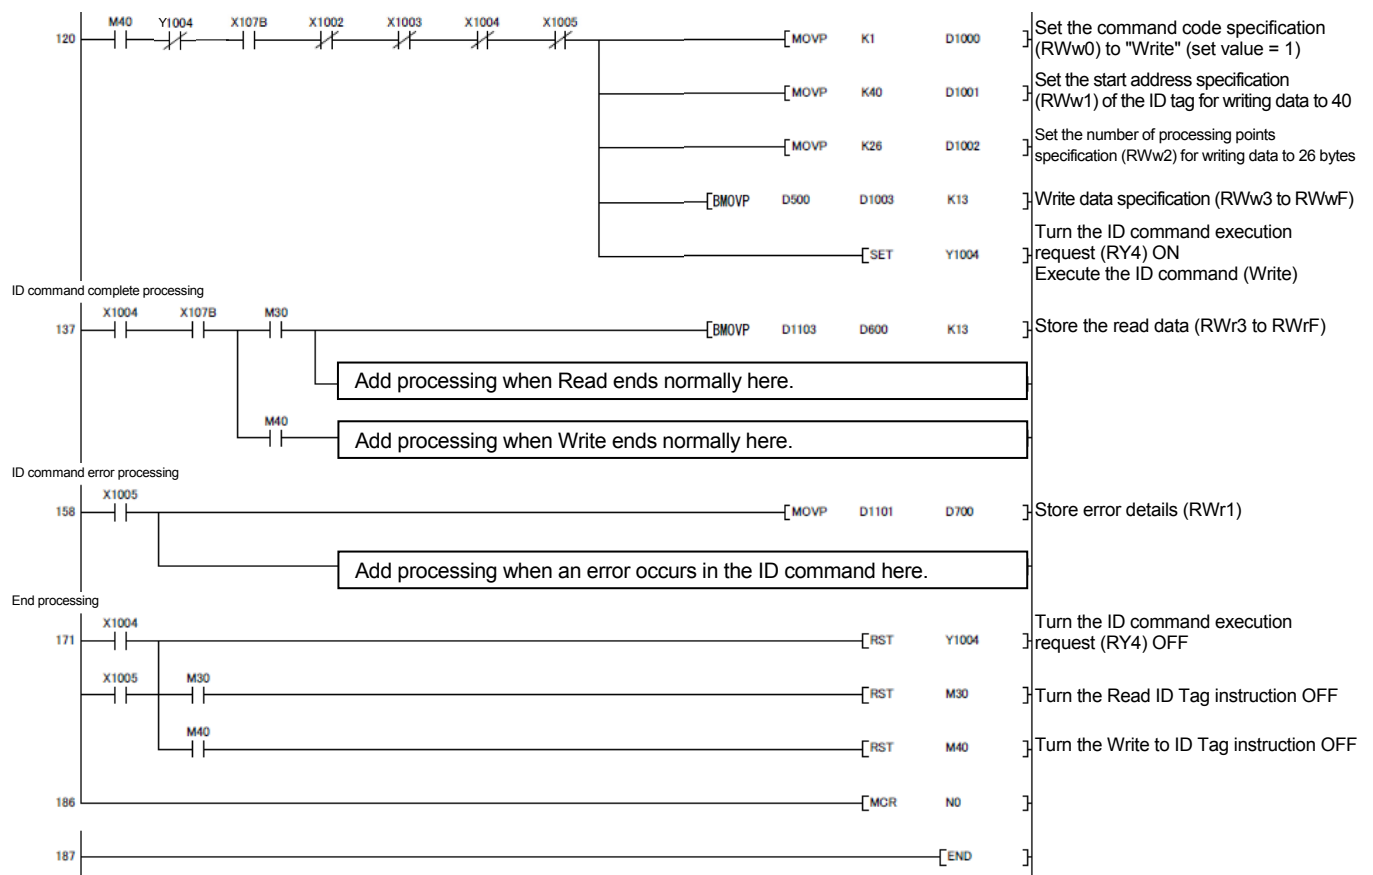 M40 Y1004 X107B X1002 X1003 X1004 X1005
120 MOVP K1 D1000
Set the command code specification
(RWw0) to "Write" (set value = 1)
MOVP K40 D1001
Set the start address specification
(RWw1) of the ID tag for writing data to 40
MOVP K26 D1002
Set the number of processing points
specification (RWw2) for writing data to 26 bytes
BMOVP D500 D1003 K13 Write data specification (RWw3 to RWwF)
SET Y1004
Turn the ID command execution
request (RY4) ON
Execute the ID command (Write)
ID command complete processing
X1004 X107B M30
137 BMOVP D1103 D600 K13 Store the read data (RWr3 to RWrF)
Add processing when Read ends normally here.
M40
Add processing when Write ends normally here.
ID command error processing
X1005
158 MOVP D1101 D700 Store error details (RWr1)
Add processing when an error occurs in the ID command here.
End processing
X1004
171 RST Y1004
Turn the ID command execution
request (RY4) OFF
X1005 M30
RST M30 Turn the Read ID Tag instruction OFF
M40
RST M40 Turn the Write to ID Tag instruction OFF
186 MCR N0
187 END